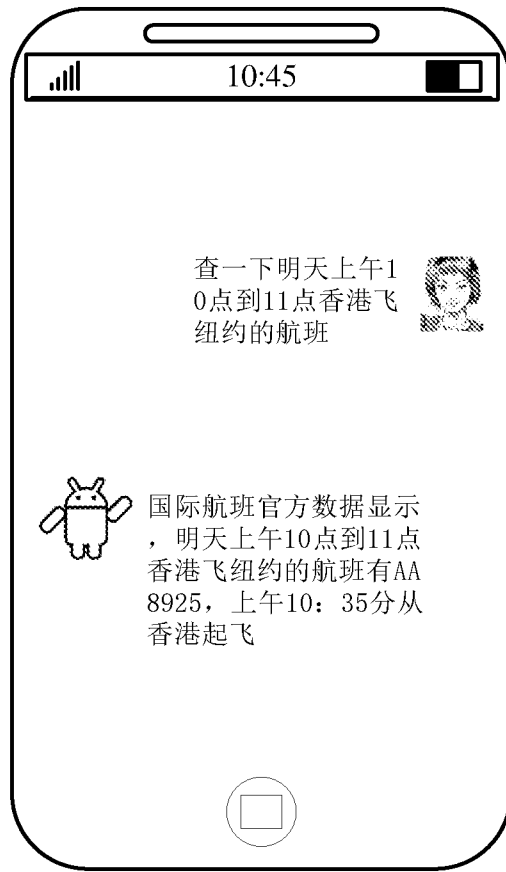 10:45
查一下明天上午1
0点到11点香港飞
纽约的航班
国际航班官方数据显示
，明天上午10点到11点
香港飞纽约的航班有AA
8925，上午10：35分从
香港起飞